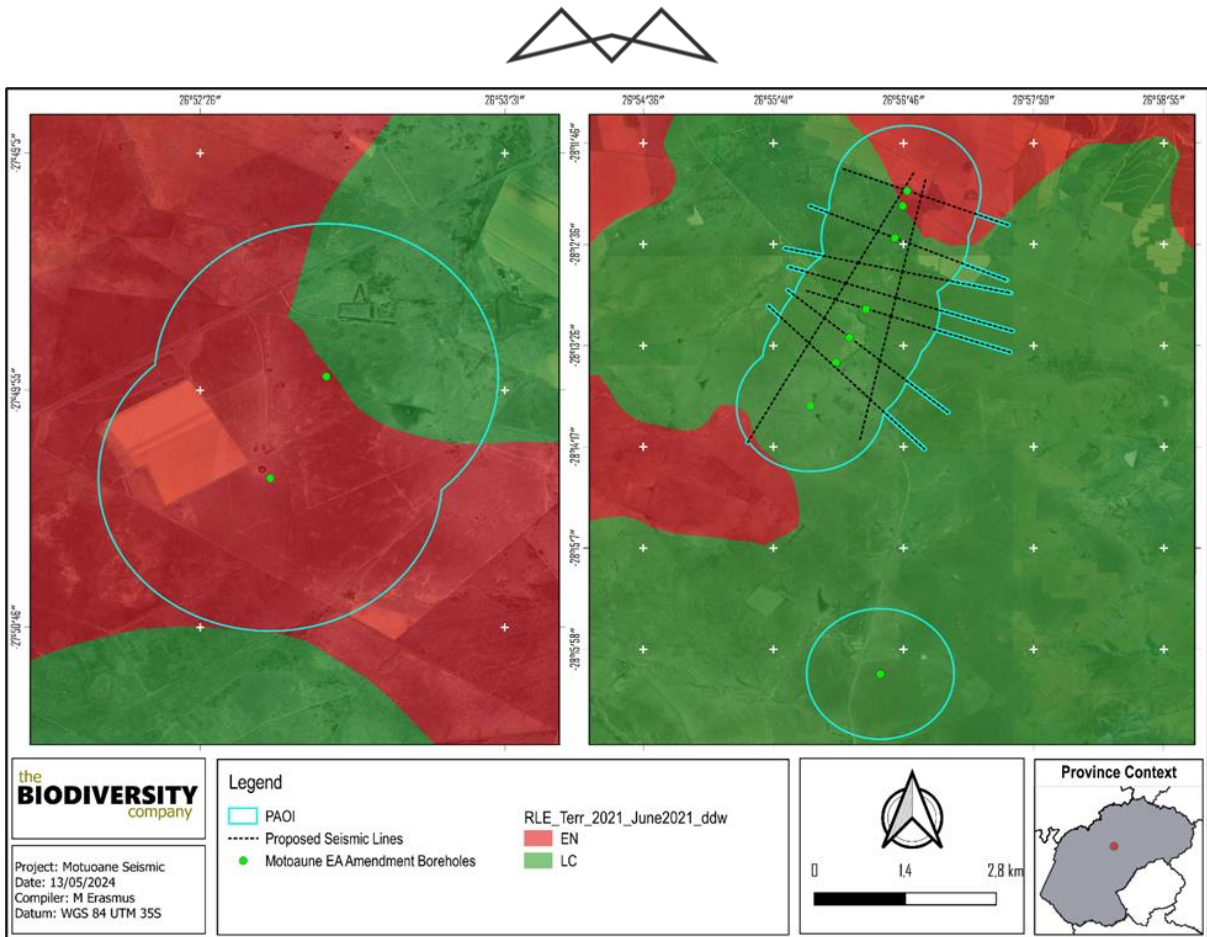 26°52'26" 26°53'31" 26°54'36" 26°55'41" 26°56'46" 26°57'50" 26°58'55"
-27°49'5"
-27°49'55"
-27°50'46"
-28°11'46"
-28°12'36"
-28°13'26"
-28°14'17"
-28°15'7"
-28°15'58"
the
BIODIVERSITY
company
Project: Motuoane Seismic
Date: 13/05/2024
Compiler: M Erasmus
Datum: WGS 84 UTM 35S
Legend
PAOI
Proposed Seismic Lines
Motoaune EA Amendment Boreholes
RLE_Terr_2021_June2021_ddw
EN
LC
0 1,4 2,8 km
Province Context